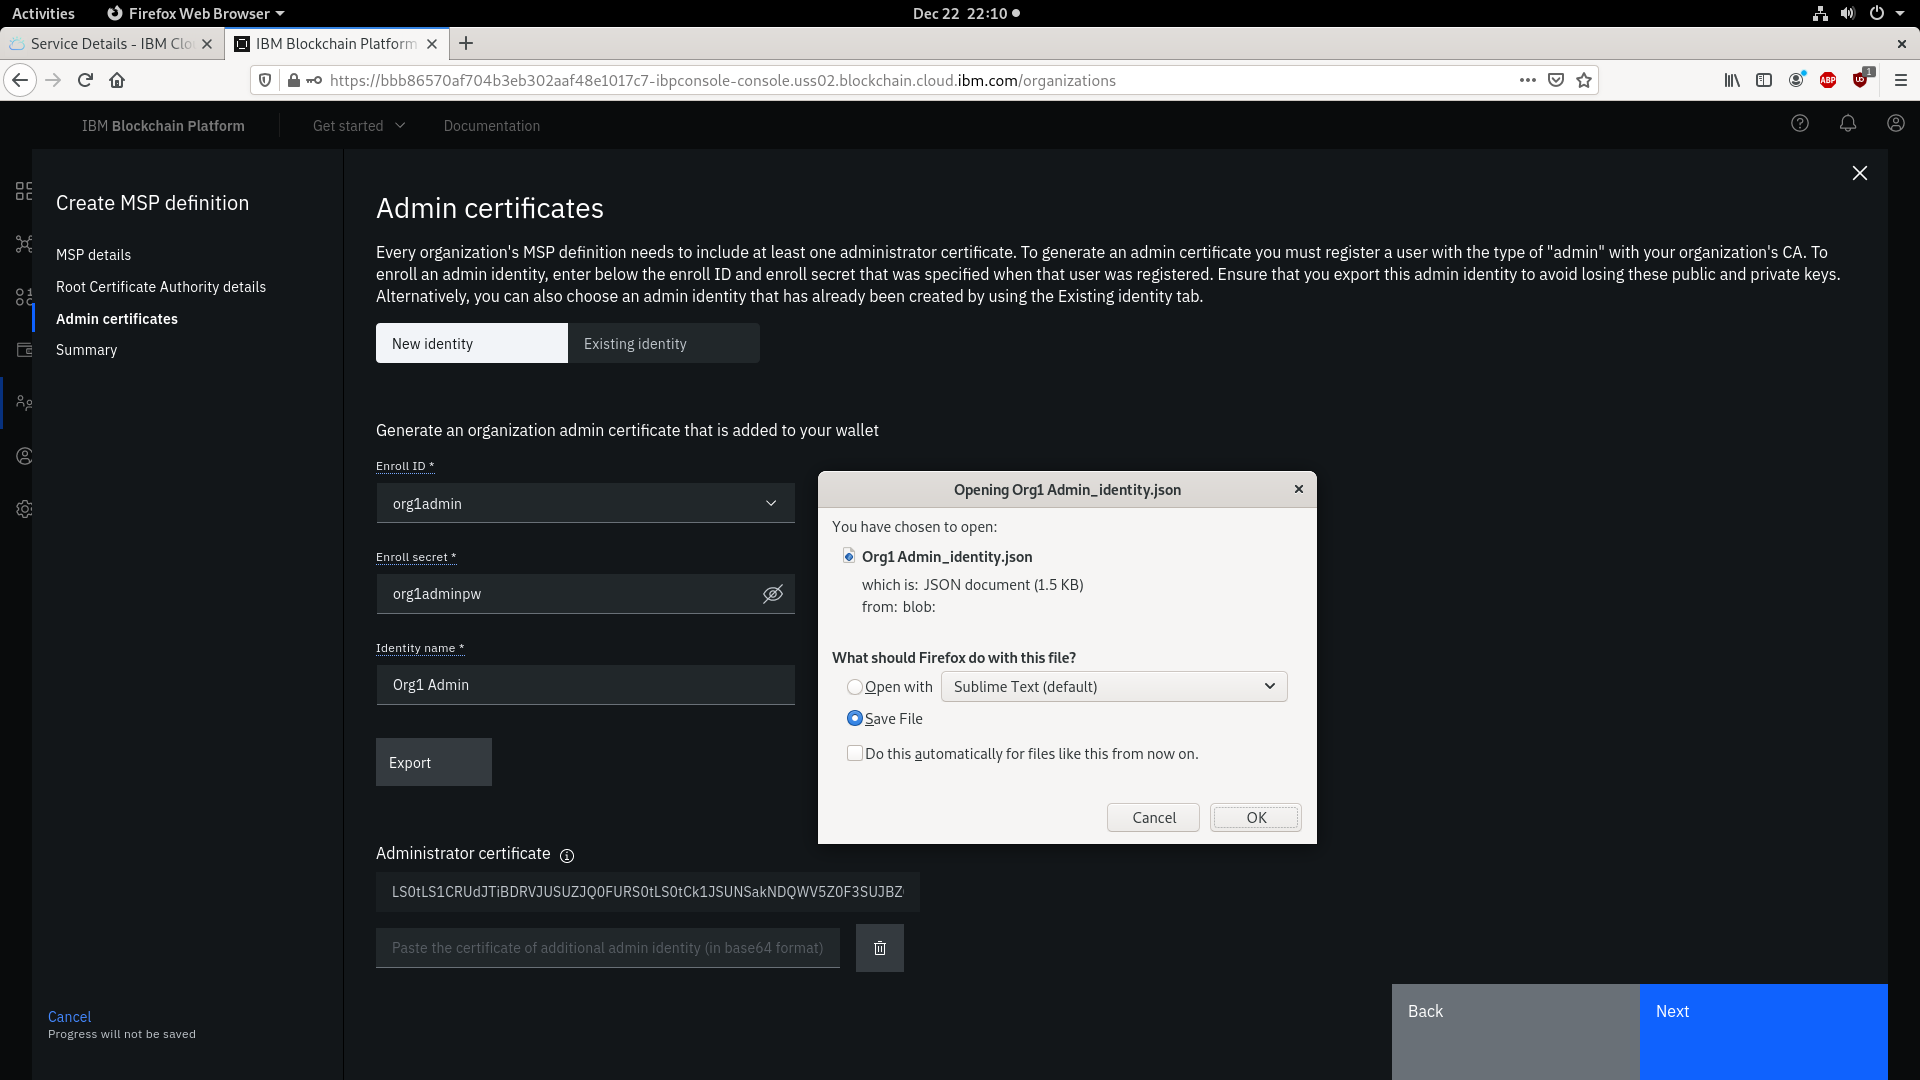 Activities
Firefox Web Browser
Dec 22 22:10
Service Details - IBM Clo
IBM Blockchain Platform
https://bbb86570af704b3eb302aaf48e1017c7-ibpconsole-console.uss02.blockchain.cloud.ibm.com/organizations
ABP
1
IBM Blockchain Platform
Get started
Documentation
Create MSP definition
MSP details
Root Certificate Authority details
Admin certificates
Summary
Admin certificates
Every organization's MSP definition needs to include at least one administrator certificate. To generate an admin certificate you must register a user with the type of "admin" with your organization's CA. To
enroll an admin identity, enter below the enroll ID and enroll secret that was specified when that user was registered. Ensure that you export this admin identity to avoid losing these public and private keys.
Alternatively, you can also choose an admin identity that has already been created by using the Existing identity tab.
New identity
Existing identity
Generate an organization admin certificate that is added to your wallet
Enroll ID *
org1admin
Enroll secret *
org1adminpw
Identity name *
Org1 Admin
Export
Opening Org1 Admin_identity.json
You have chosen to open:
Org1 Admin_identity.json
which is: JSON document (1.5 KB)
from: blob:
What should Firefox do with this file?
Open with
Sublime Text (default)
Save File
Do this automatically for files like this from now on.
Cancel
OK
Administrator certificate
LS0tLS1CRUdJTiBDRVJUSUZJQ0FURS0tLS0tCk1JSUNSakNDQWV5Z0F3SUJBZ
Paste the certificate of additional admin identity (in base64 format)
Cancel
Progress will not be saved
Back
Next